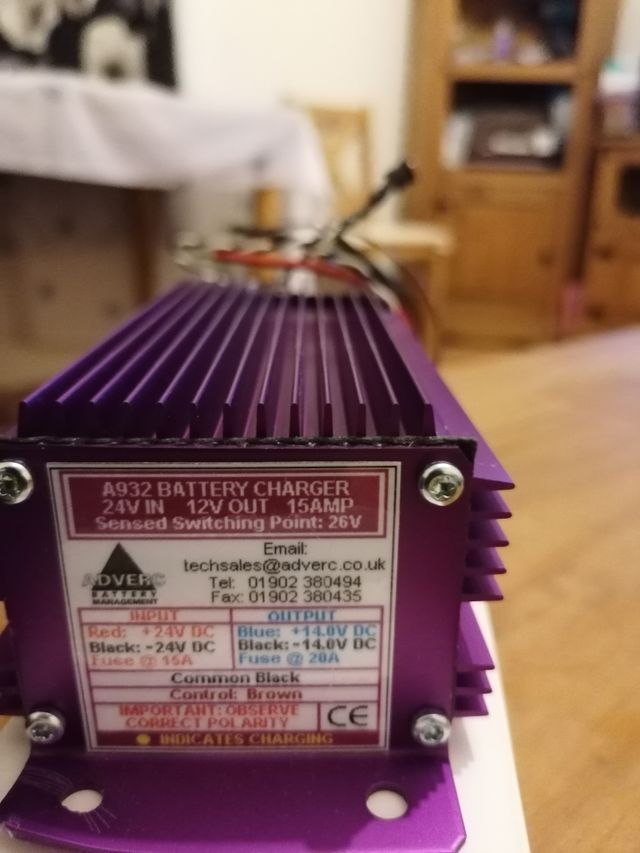 A932 BATTERY CHARGER
24V IN 12V OUT 15AMP
Sensed Switching Point: 26V
ADVERC
BATTERY
MANAGEMENT
Email:
techsales@adverc.co.uk
Tel: 01902 380494
Fax: 01902 380435
INPUT
Red: +24V DC
Black: -24V DC
Fuse @ 15A
OUTPUT
Blue: +14.0V DC
Black: -14.0V DC
Fuse @ 20A
Common Black
Control: Brown
IMPORTANT: OBSERVE
CORRECT POLARITY
CE
INDICATES CHARGING